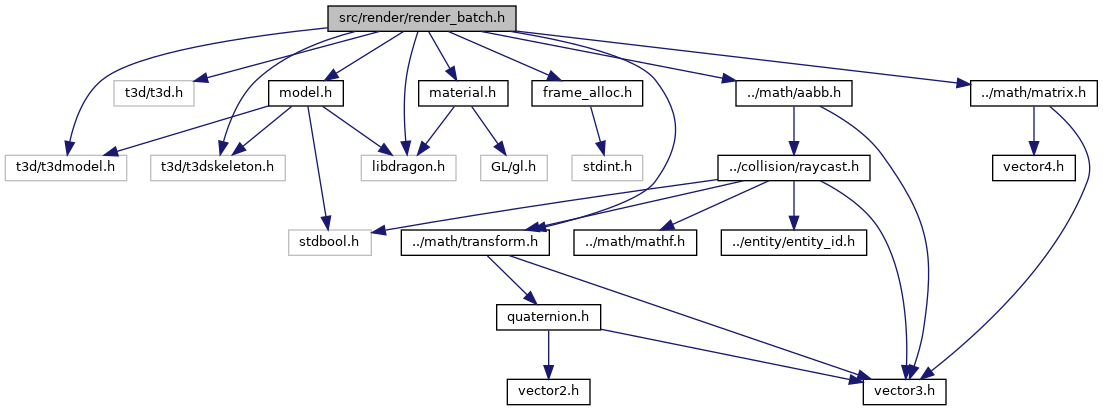 src/render/render_batch.h
t3d/t3d.h
model.h
material.h
frame_alloc.h
../math/aabb.h
../math/matrix.h
t3d/t3dmodel.h
t3d/t3dskeleton.h
libdragon.h
GL/gl.h
stdint.h
../collision/raycast.h
vector4.h
stdbool.h
../math/transform.h
../math/mathf.h
../entity/entity_id.h
quaternion.h
vector2.h
vector3.h